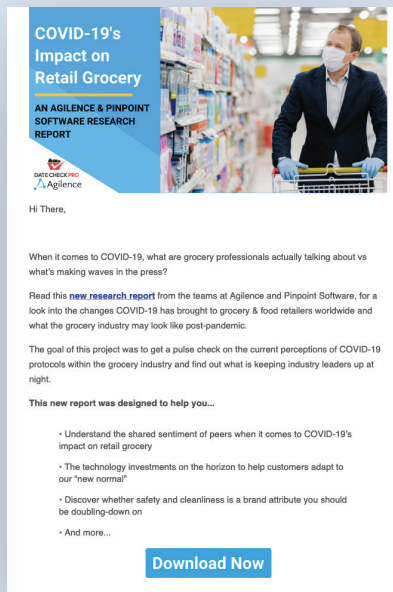 COVID-19's
Impact on
Retail Grocery
AN AGILENCE & PINPOINT
SOFTWARE RESEARCH
REPORT
DATE CHECK PRO
Agilence
Hi There,
When it comes to COVID-19, what are grocery professionals actually talking about vs
what's making waves in the press?
Read this new research report from the teams at Agilence and Pinpoint Software, for a
look into the changes COVID-19 has brought to grocery & food retailers worldwide and
what the grocery industry may look like post-pandemic.
The goal of this project was to get a pulse check on the current perceptions of COVID-19
protocols within the grocery industry and find out what is keeping industry leaders up at
night.
This new report was designed to help you...
• Understand the shared sentiment of peers when it comes to COVID-19's
impact on retail grocery
• The technology investments on the horizon to help customers adapt to
our “new normal”
• Discover whether safety and cleanliness is a brand attribute you should
be doubling-down on
• And more...
Download Now